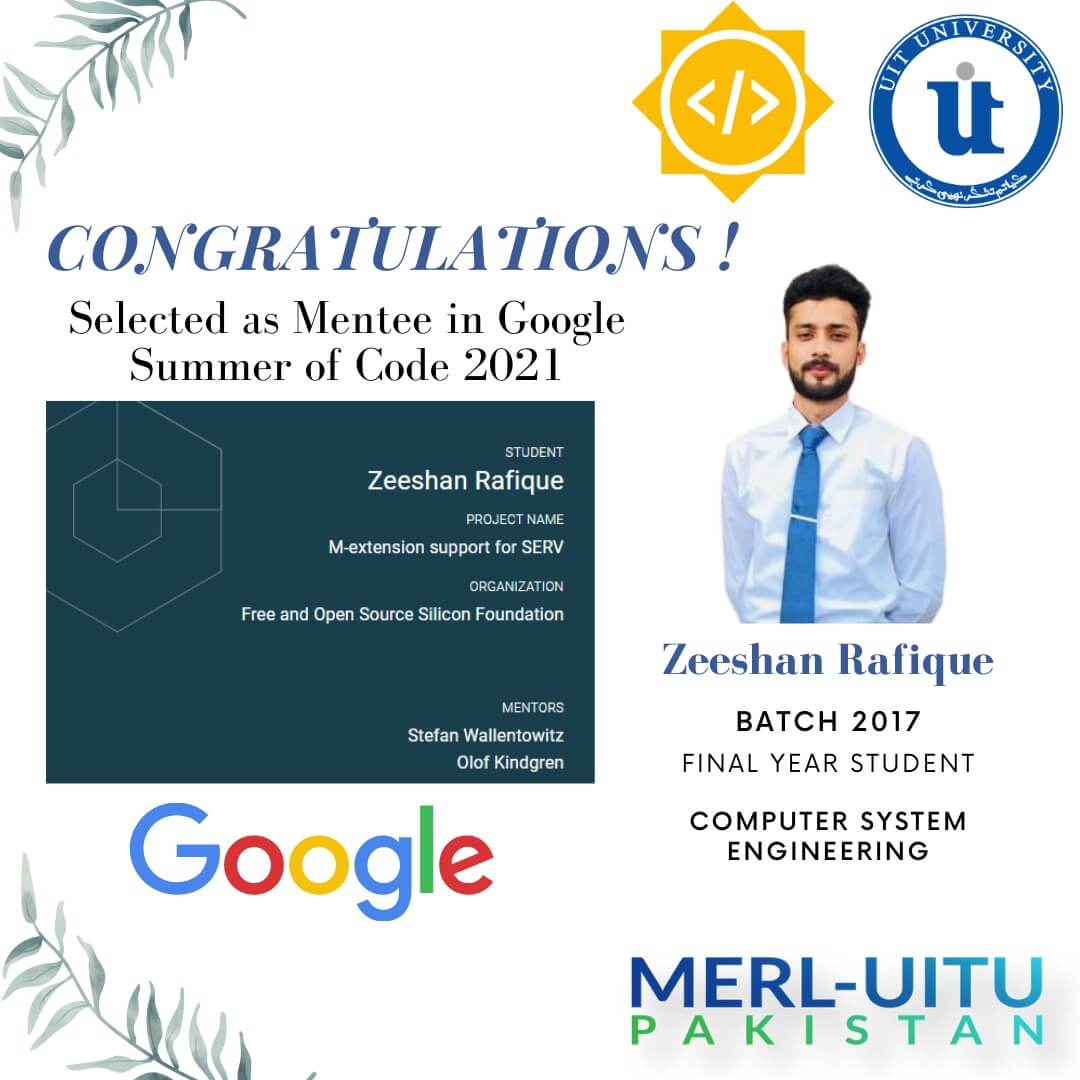 </>
UIT UNIVERSITY
uit
CONGRATULATIONS !
Selected as Mentee in Google
Summer of Code 2021
STUDENT
Zeeshan Rafique
PROJECT NAME
M-extension support for SERV
ORGANIZATION
Free and Open Source Silicon Foundation
MENTORS
Stefan Wallentowitz
Olof Kindgren
Google
Zeeshan Rafique
BATCH 2017
FINAL YEAR STUDENT
COMPUTER SYSTEM
ENGINEERING
MERL-UITU
PAKISTAN